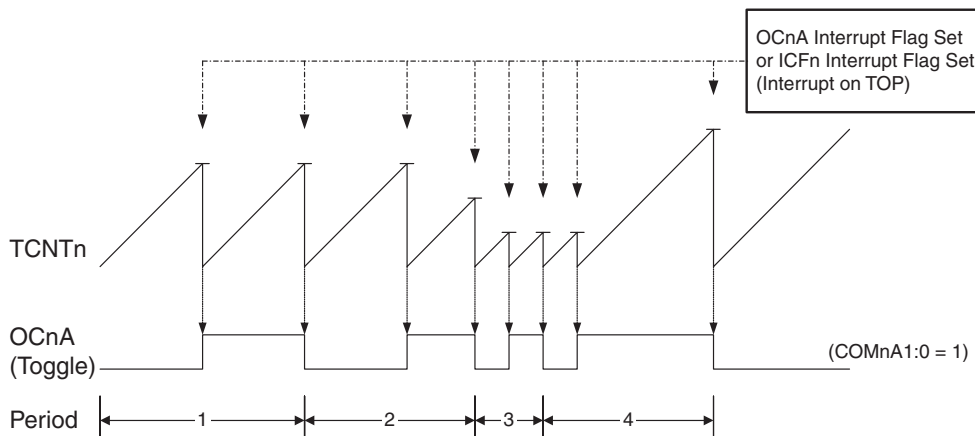 OCnA Interrupt Flag Set
or ICFn Interrupt Flag Set
(Interrupt on TOP)
TCNTn
OCnA
(Toggle)
(COMnA1:0 = 1)
Period
1
2
3
4